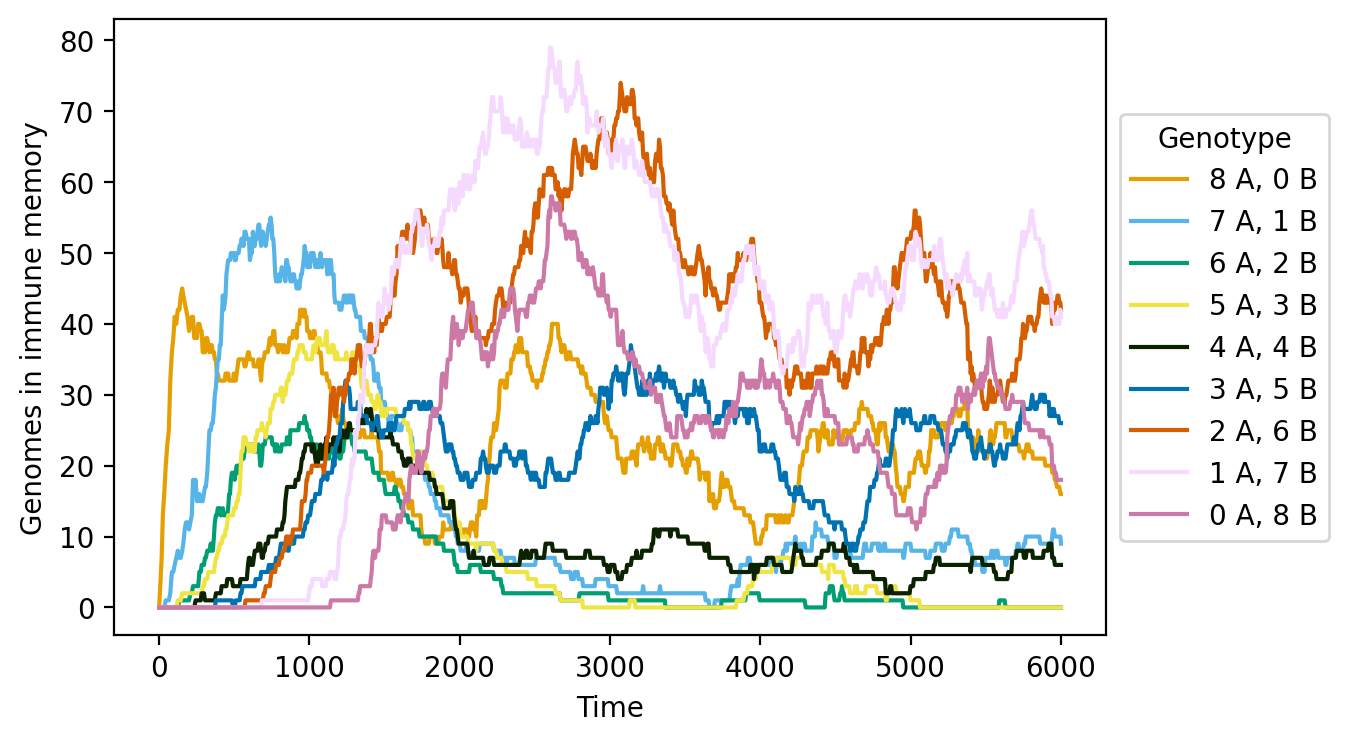 80
70
60
50
40
30
20
10
0
Genomes in immune memory
0 1000 2000 3000 4000 5000 6000
Time
Genotype
8 A, 0 B
7 A, 1 B
6 A, 2 B
5 A, 3 B
4 A, 4 B
3 A, 5 B
2 A, 6 B
1 A, 7 B
0 A, 8 B